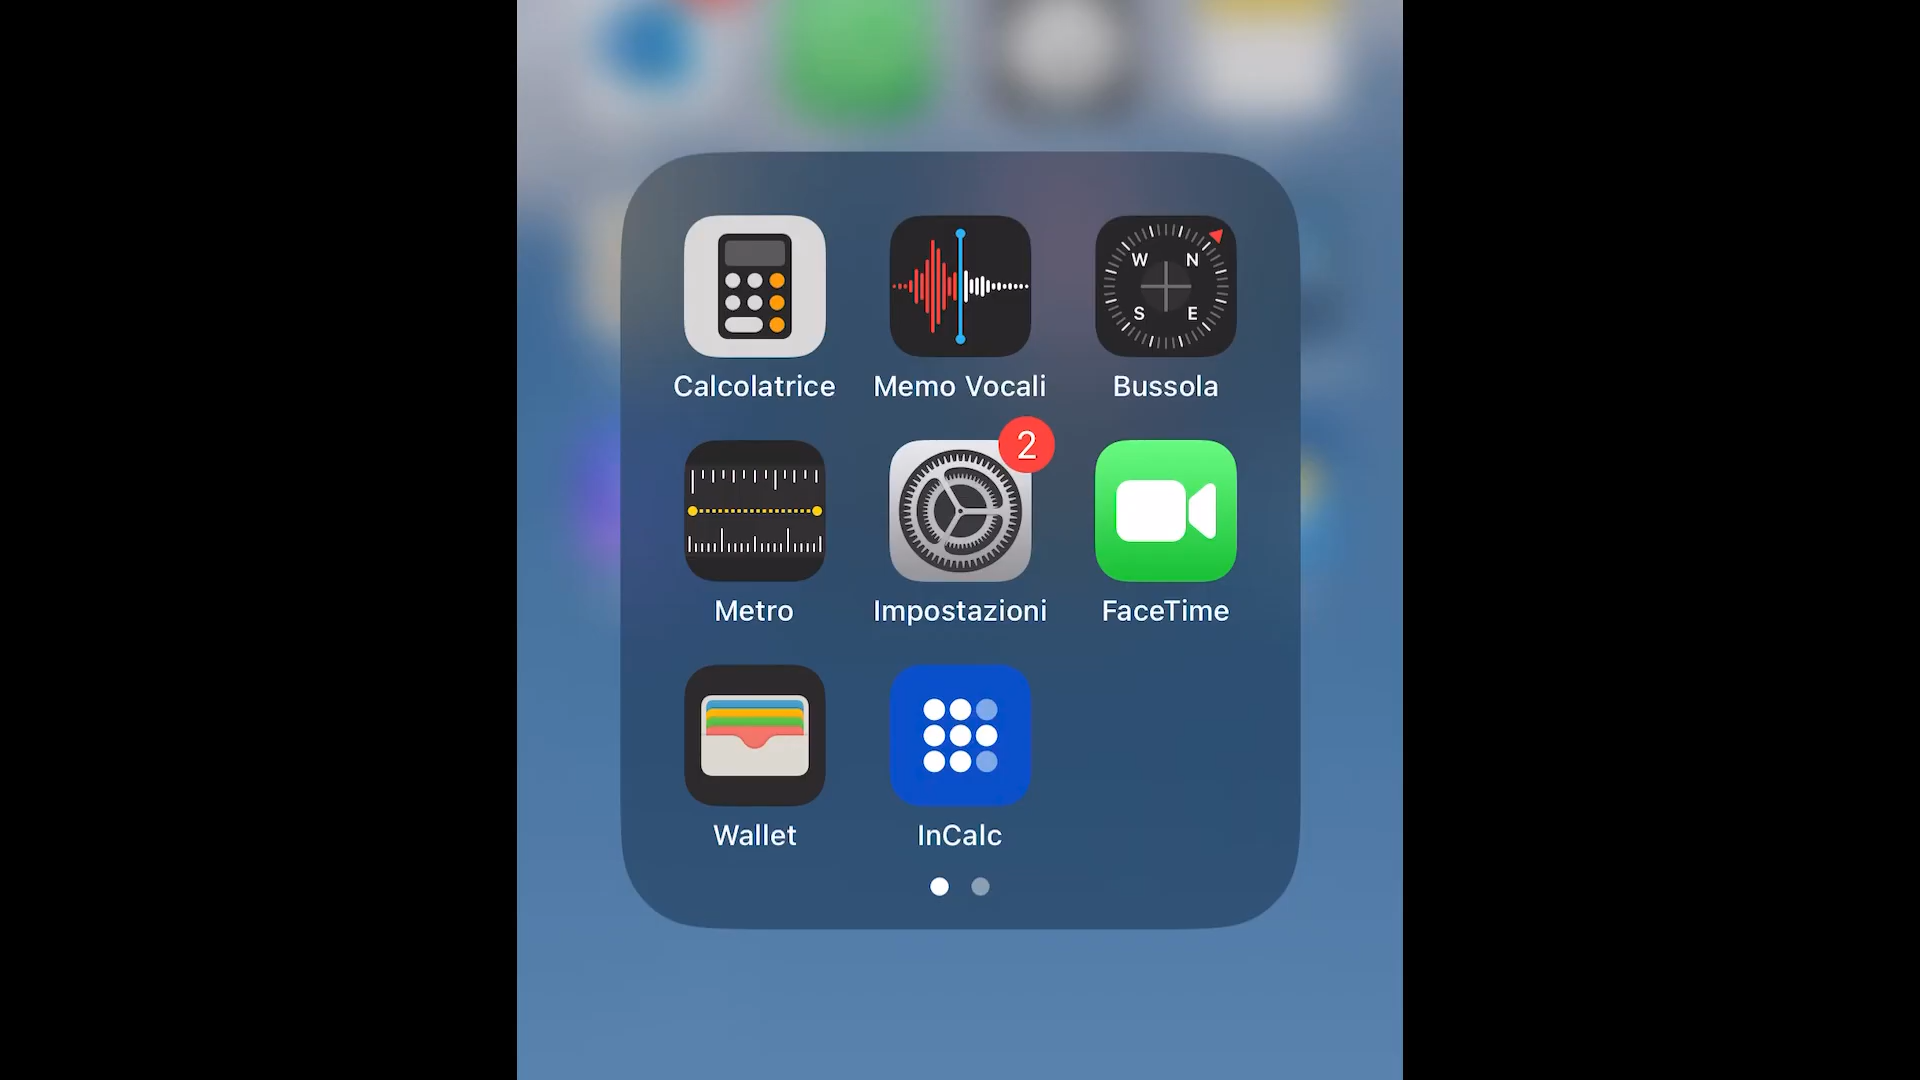 W N
S E
Calcolatrice Memo Vocali Bussola
2
Metro Impostazioni FaceTime
Wallet InCalc